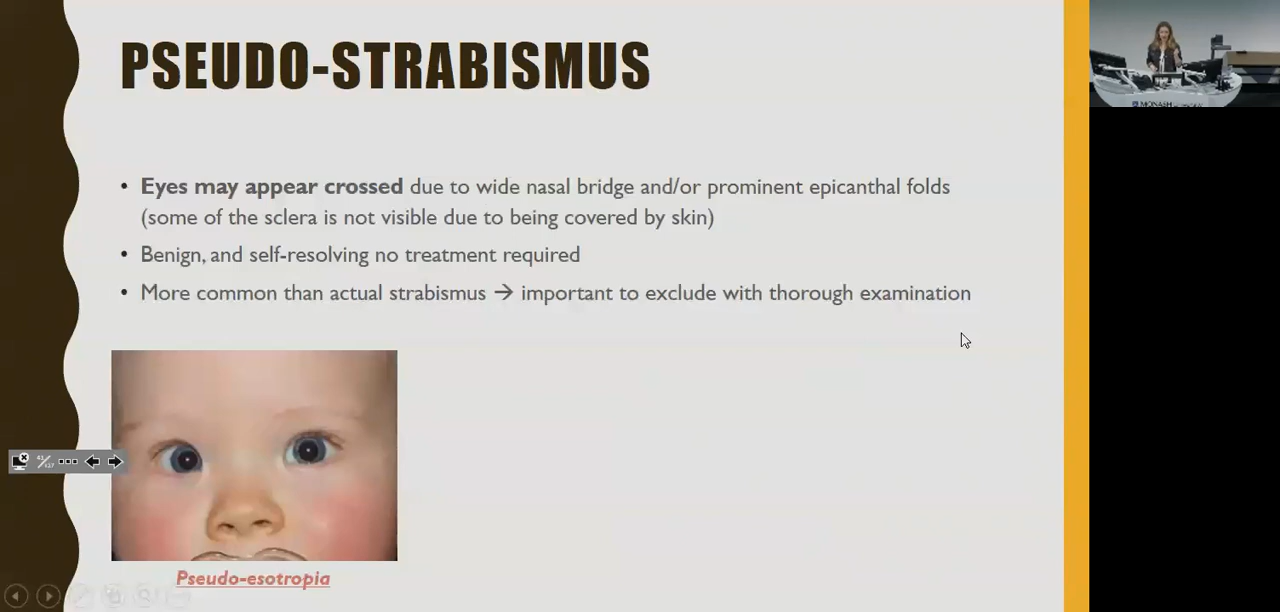 PSEUDO-STRABISMUS
• Eyes may appear crossed due to wide nasal bridge and/or prominent epicanthal folds
(some of the sclera is not visible due to being covered by skin)
• Benign, and self-resolving no treatment required
• More common than actual strabismus → important to exclude with thorough examination
Pseudo-esotropia
MONASH